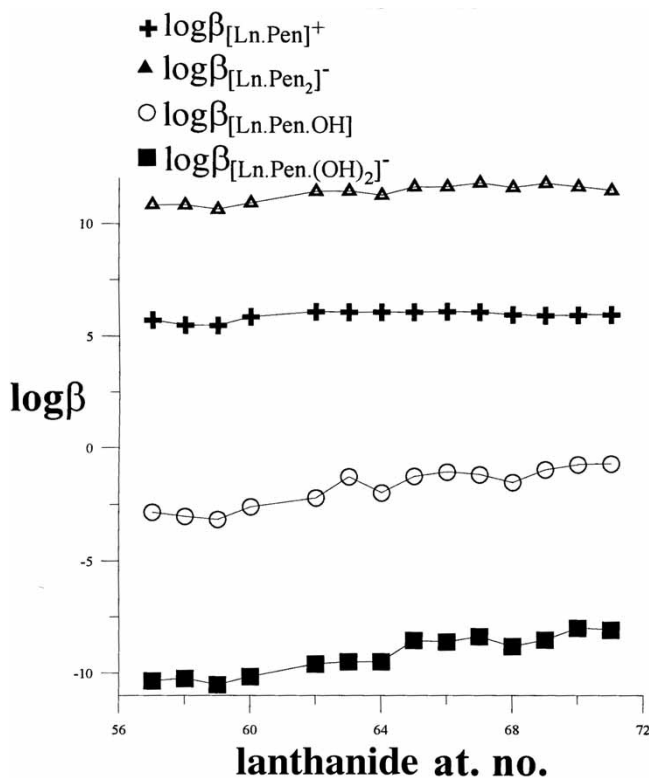 logβ[Ln.Pen]⁺
logβ[Ln.Pen₂]⁻
logβ[Ln.Pen.OH]
logβ[Ln.Pen.(OH)₂]⁻
10
5
logβ
0
-5
-10
56 60 64 68 72
lanthanide at. no.